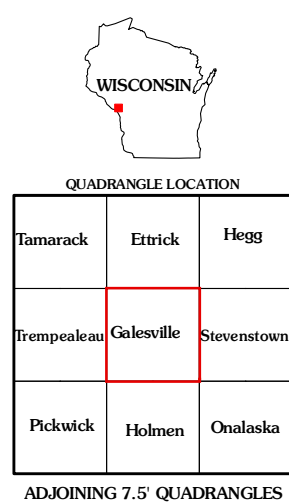 WISCONSIN
QUADRANGLE LOCATION
Tamarack Ettrick Hegg
Trempealeau Galesville Stevenstown
Pickwick Holmen Onalaska
ADJOINING 7.5' QUADRANGLES